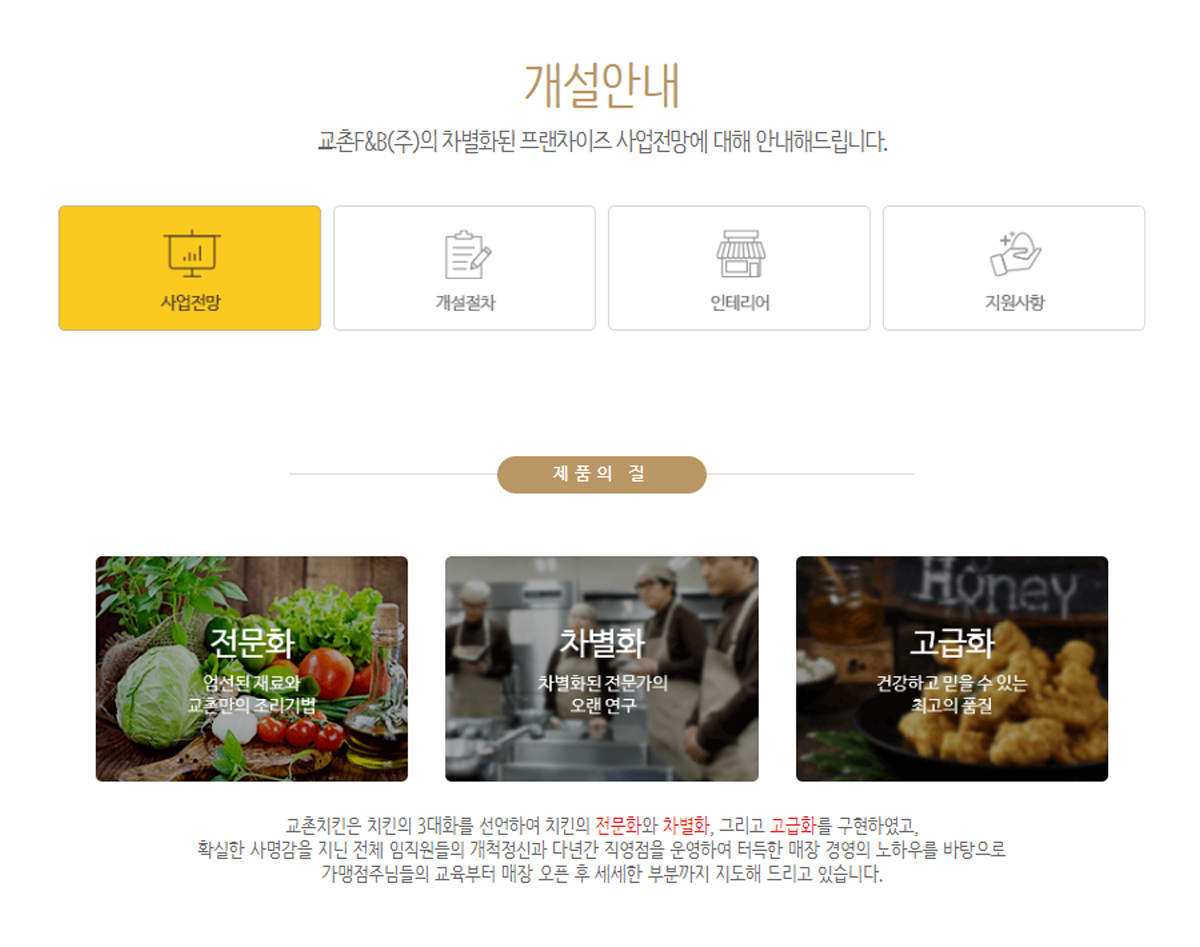 개설안내
교촌F&B(주)의 차별화된 프랜차이즈 사업전망에 대해 안내해드립니다.
사업전망
개설절차
인테리어
지원사항
제품의 질
전문화
엄선된 재료와
교촌만의 조리기법
차별화
차별화된 전문가의
오랜 연구
Honey
고급화
건강하고 믿을 수 있는
최고의 품질
교촌치킨은 치킨의 3대화를 선언하여 치킨의 전문화와 차별화, 그리고 고급화를 구현하였고,
확실한 사명감을 지닌 전체 임직원들의 개척정신과 다년간 직영점을 운영하여 터득한 매장 경영의 노하우를 바탕으로
가맹점주님들의 교육부터 매장 오픈 후 세세한 부분까지 지도해 드리고 있습니다.